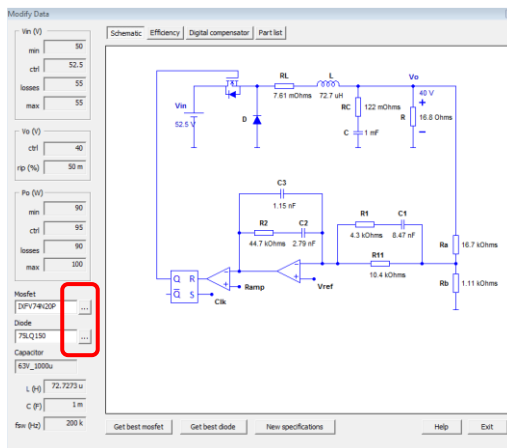 Modify Data
Vin (V)
min 50
ctrl 52.5
losses 55
max 55
Vo (V)
ctrl 40
rip (%) 50 m
Po (W)
min 90
ctrl 95
losses 90
max 100
Mosfet
DIFV74N20P ...
Diode
75LQ150 ...
Capacitor
63V_1000u
L (H) 72.7273 u
C (F) 1 m
fsw (Hz) 200 k
Schematic Efficiency Digital compensator Part list
RL L Vo
7.61 mOhms 72.7 uH
Vin
52.5 V
D
RC 122 mOhms
C 1 mF
40 V
+
R 16.8 Ohms
−
C3
1.15 nF
R2 C2
44.7 kOhms 2.79 nF
R1 C1
4.3 kOhms 8.47 nF
R11
10.4 kOhms
Ra 16.7 kOhms
Rb 1.11 kOhms
Q R
Q S
Ramp
Clk
Vref
- +
- +
Get best mosfet Get best diode New specifications Help Exit